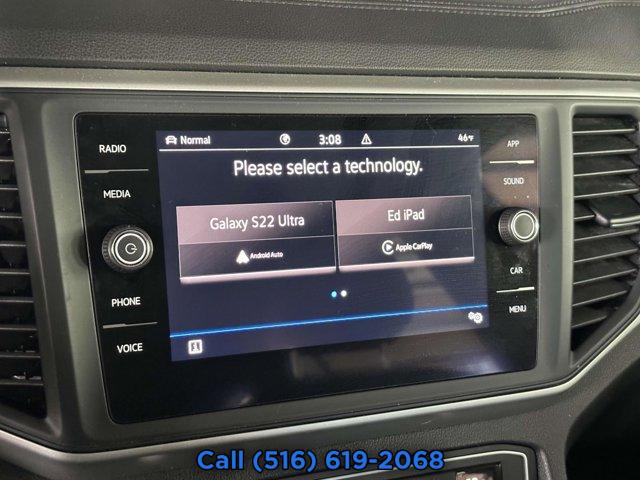 RADIO
MEDIA
PHONE
VOICE
Normal
3:08
46°F
Please select a technology.
Galaxy S22 Ultra
Android Auto
Ed iPad
Apple CarPlay
APP
SOUND
CAR
MENU
Call (516) 619-2068